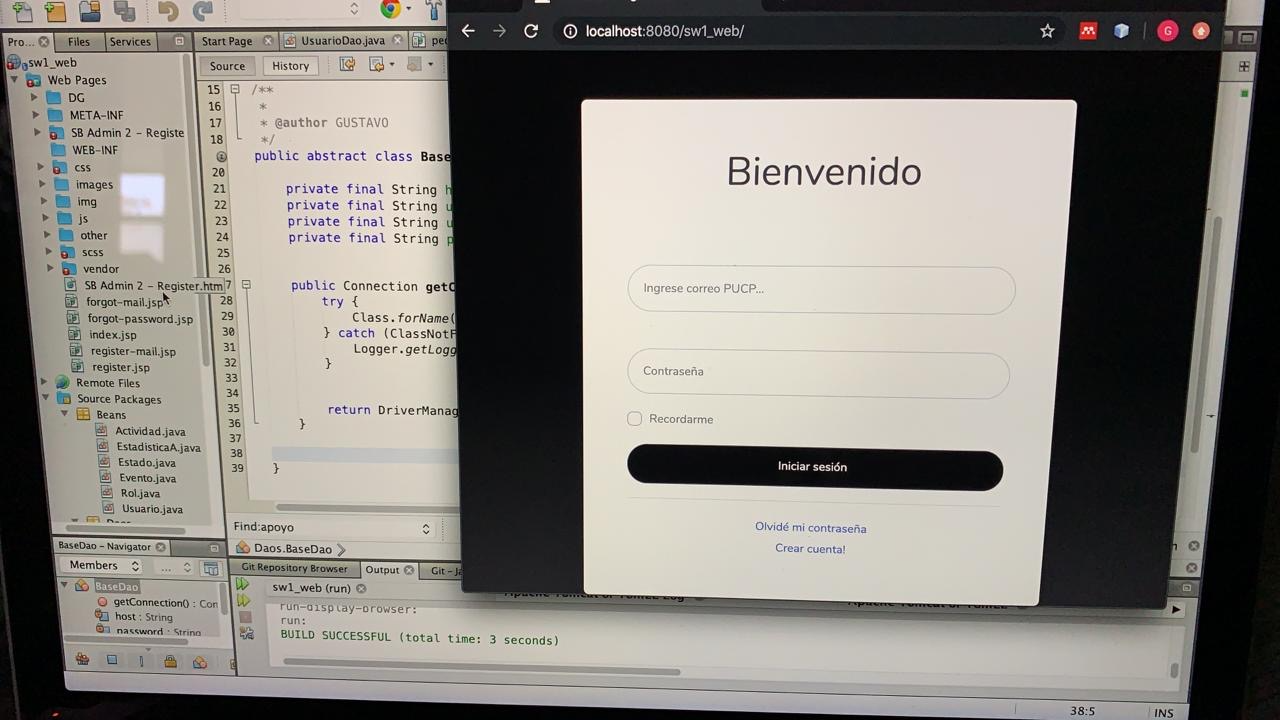 localhost:8080/sw1_web/
Pro...
Files
Services
Start Page
UsuarioDao.java
Source
History
sw1_web
Web Pages
DG
META-INF
SB Admin 2 - Registe
WEB-INF
css
images
img
js
other
scss
vendor
SB Admin 2 - Register.htm
forgot-mail.jsp
forgot-password.jsp
index.jsp
register-mail.jsp
register.jsp
Remote Files
Source Packages
Beans
Actividad.java
EstadisticaA.java
Estado.java
Evento.java
Rol.java
Usuario.java
15 /**
16 *
17 * @author GUSTAVO
18 */
public abstract class Base
20
21 private final String h
22 private final String u
23 private final String u
24 private final String p
25
26
7 public Connection getC
28 try {
29 Class.forName(
30 } catch (ClassNotF
31 Logger.getLogg
32 }
33
34
35 return DriverManag
36 }
37
38
39 }
Find:apoyo
Daos.BaseDao
BaseDao - Navigator
Members
...
BaseDao
getConnection() : Con
host : String
password : String
Git Repository Browser
Output
Git - Ja
sw1_web (run)
run-display-browser:
run:
BUILD SUCCESSFUL (total time: 3 seconds)
G
Bienvenido
Ingrese correo PUCP...
Contraseña
Recordarme
Iniciar sesión
Olvidé mi contraseña
Crear cuenta!
38:5
INS